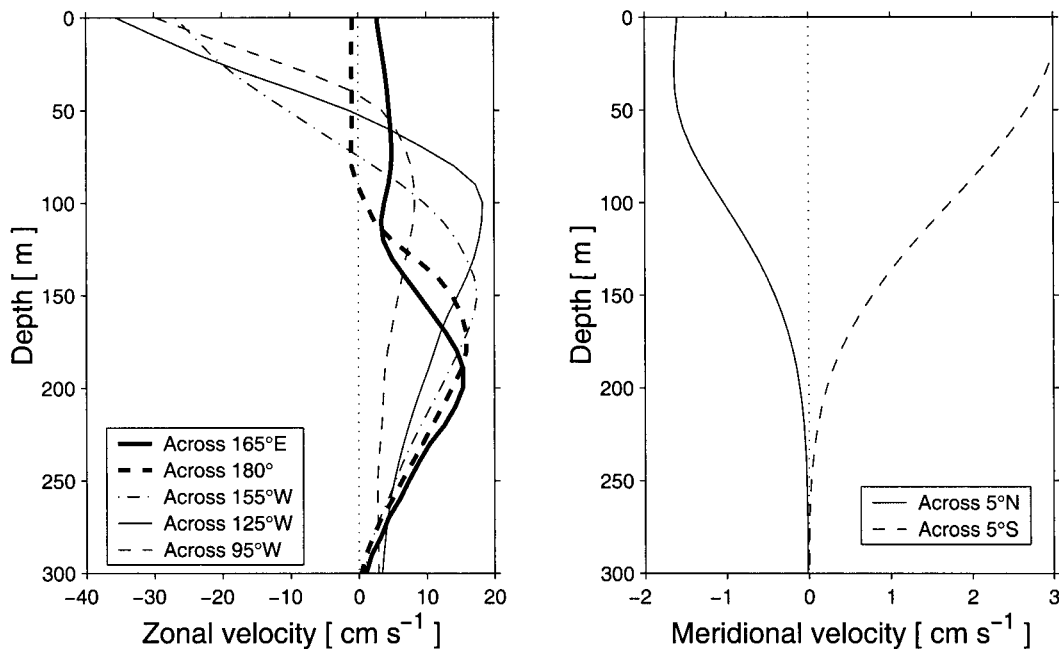 0
50
100
150
200
250
300
Depth [ m ]
−40
−30
−20
−10
0
10
20
Zonal velocity [ cm s−1 ]
Across 165°E
Across 180°
Across 155°W
Across 125°W
Across 95°W
0
50
100
150
200
250
300
Depth [ m ]
−2
−1
0
1
2
3
Meridional velocity [ cm s−1 ]
Across 5°N
Across 5°S